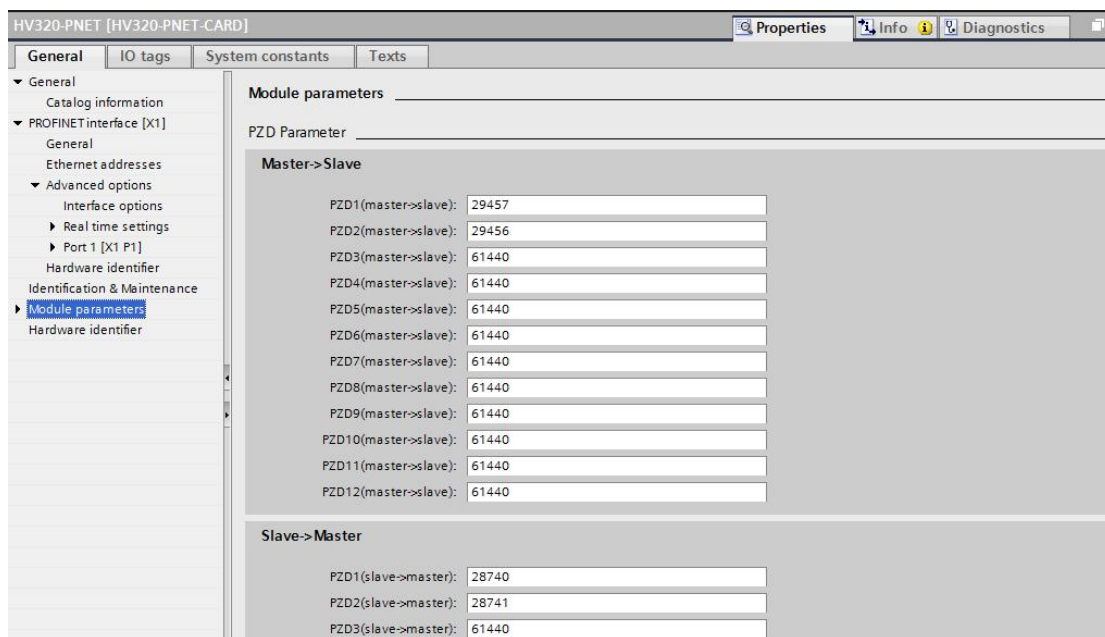 HV320-PNET [HV320-PNET-CARD]
Properties Info Diagnostics
General IO tags System constants Texts
General
Catalog information
PROFINET interface [X1]
General
Ethernet addresses
Advanced options
Interface options
Real time settings
Port 1 [X1 P1]
Hardware identifier
Identification & Maintenance
Module parameters
Hardware identifier
Module parameters
PZD Parameter
Master->Slave
PZD1(master->slave): 29457
PZD2(master->slave): 29456
PZD3(master->slave): 61440
PZD4(master->slave): 61440
PZD5(master->slave): 61440
PZD6(master->slave): 61440
PZD7(master->slave): 61440
PZD8(master->slave): 61440
PZD9(master->slave): 61440
PZD10(master->slave): 61440
PZD11(master->slave): 61440
PZD12(master->slave): 61440
Slave->Master
PZD1(slave->master): 28740
PZD2(slave->master): 28741
PZD3(slave->master): 61440